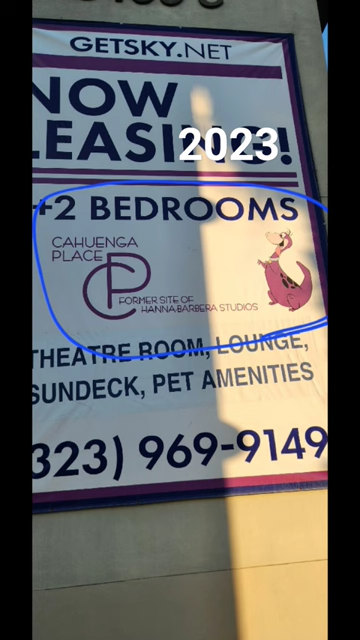 GETSKY.NET
NOW
LEASING!
2023
+2 BEDROOMS
CAHUENGA
PLACE
CP
FORMER SITE OF
HANNA BARBERA STUDIOS
THEATRE ROOM, LOUNGE,
SUNDECK, PET AMENITIES
323) 969-9149